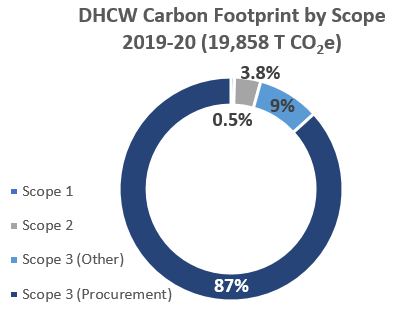 DHCW Carbon Footprint by Scope
2019-20 (19,858 T CO₂e)
3.8%
9%
0.5%
Scope 1
Scope 2
Scope 3 (Other)
Scope 3 (Procurement)
87%